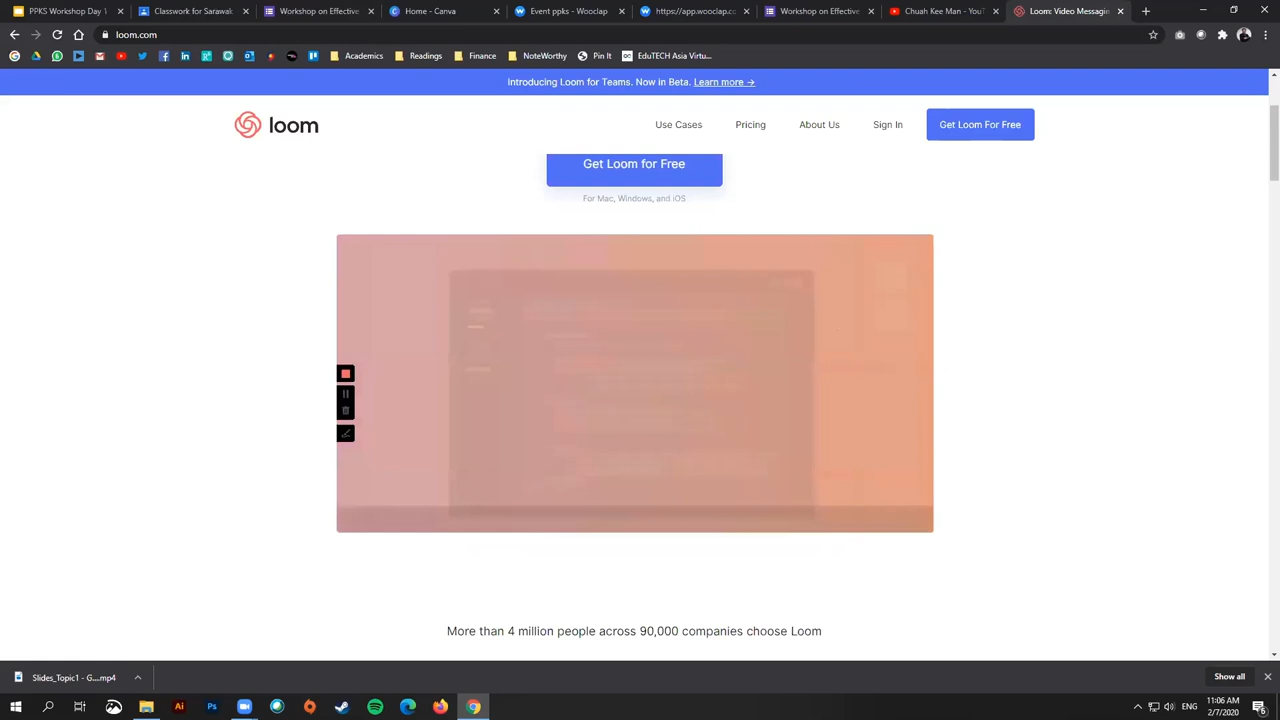 PPKS Workshop Day 1
Classwork for Sarawak
Workshop on Effective
Home - Canva
Event ppks - Wooclap
https://app.wooclap.co
Workshop on Effective
Chuah Kee Man - YouT
Loom: Video Messagin
loom.com
Academics
Readings
Finance
NoteWorthy
Pin It
EduTECH Asia Virtu...
Introducing Loom for Teams. Now in Beta. Learn more →
loom
Use Cases
Pricing
About Us
Sign In
Get Loom For Free
Get Loom for Free
For Mac, Windows, and iOS
More than 4 million people across 90,000 companies choose Loom
Slides_Topic1 - G....mp4
Show all
Ai
Ps
ENG
11:06 AM
2/7/2020